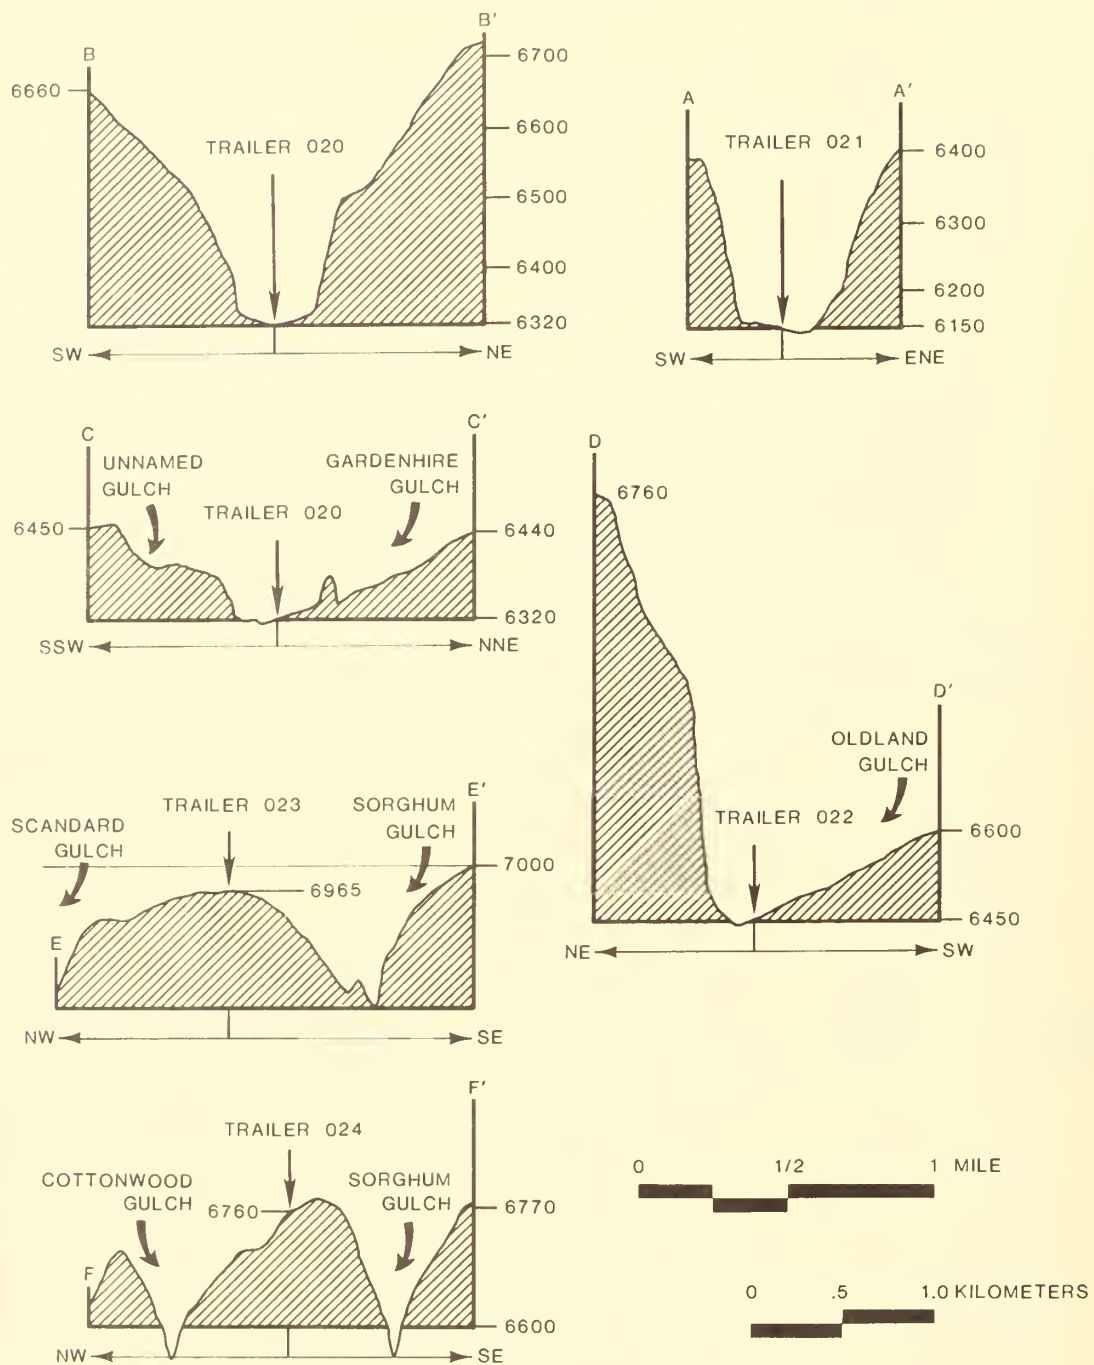 B
B'
6660
6700
TRAILER 020
6600
6500
6400
6320
SW
NE
A
A'
TRAILER 021
6400
6300
6200
6150
SW
ENE
C
C'
UNNAMED
GULCH
GARDENHIRE
GULCH
TRAILER 020
6450
6440
6320
SSW
NNE
D
6760
D'
OLDLAND
GULCH
TRAILER 022
6600
6450
NE
SW
E'
TRAILER 023
SORGHUM
GULCH
SCANDARD
GULCH
7000
6965
E
NW
SE
F'
TRAILER 024
COTTONWOOD
GULCH
SORGHUM
GULCH
6760
6770
F
6600
NW
SE
0 1/2 1 MILE
0 .5 1.0 KILOMETERS